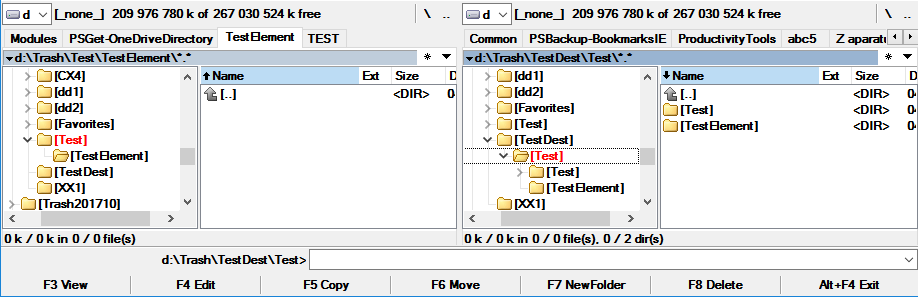 d [_none_] 209 976 780 k of 267 030 524 k free \ ..
Modules PSGet-OneDriveDirectory TestElement TEST
d:\Trash\Test\TestElement\*.* *
[CX4]
[dd1]
[dd2]
[Favorites]
[Test]
[TestElement]
[TestDest]
[XX1]
[Trash201710]
Name Ext Size D
[..] <DIR> 04
0 k / 0 k in 0 / 0 file(s)
d [_none_] 209 976 780 k of 267 030 524 k free \ ..
Common PSBackup-BookmarksIE ProductivityTools abc5 Z aparatu
d:\Trash\TestDest\Test\*.* *
[dd1]
[dd2]
[Favorites]
[Test]
[TestDest]
[Test]
[Test]
[TestElement]
[XX1]
Name Ext Size D
[..] <DIR> 04
[Test] <DIR> 04
[TestElement] <DIR> 04
0 k / 0 k in 0 / 0 file(s), 0 / 2 dir(s)
d:\Trash\TestDest\Test>
F3 View F4 Edit F5 Copy F6 Move F7 NewFolder F8 Delete Alt+F4 Exit